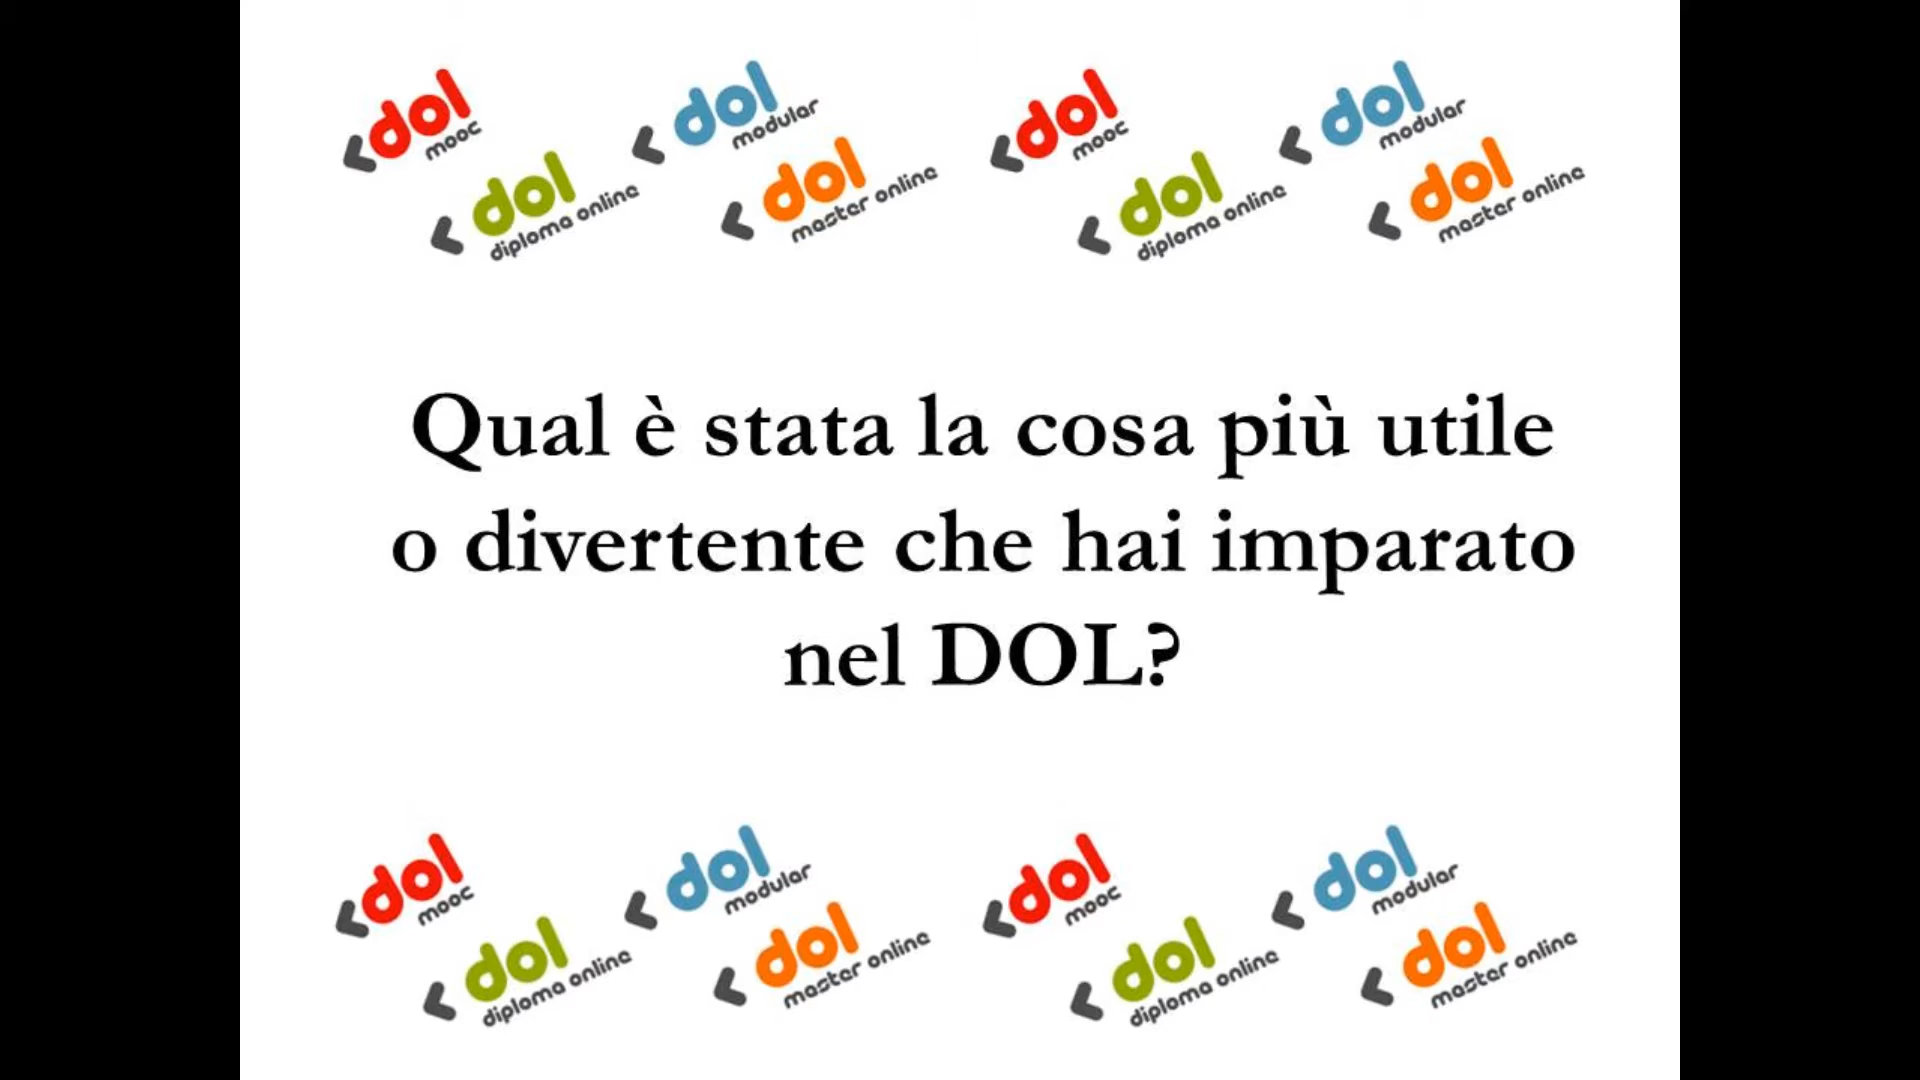 dol
mooc
dol
modular
dol
mooc
dol
modular
dol
diploma online
dol
master online
dol
diploma online
dol
master online
Qual è stata la cosa più utile
o divertente che hai imparato
nel DOL?
dol
mooc
dol
modular
dol
mooc
dol
modular
dol
diploma online
dol
master online
dol
diploma online
dol
master online